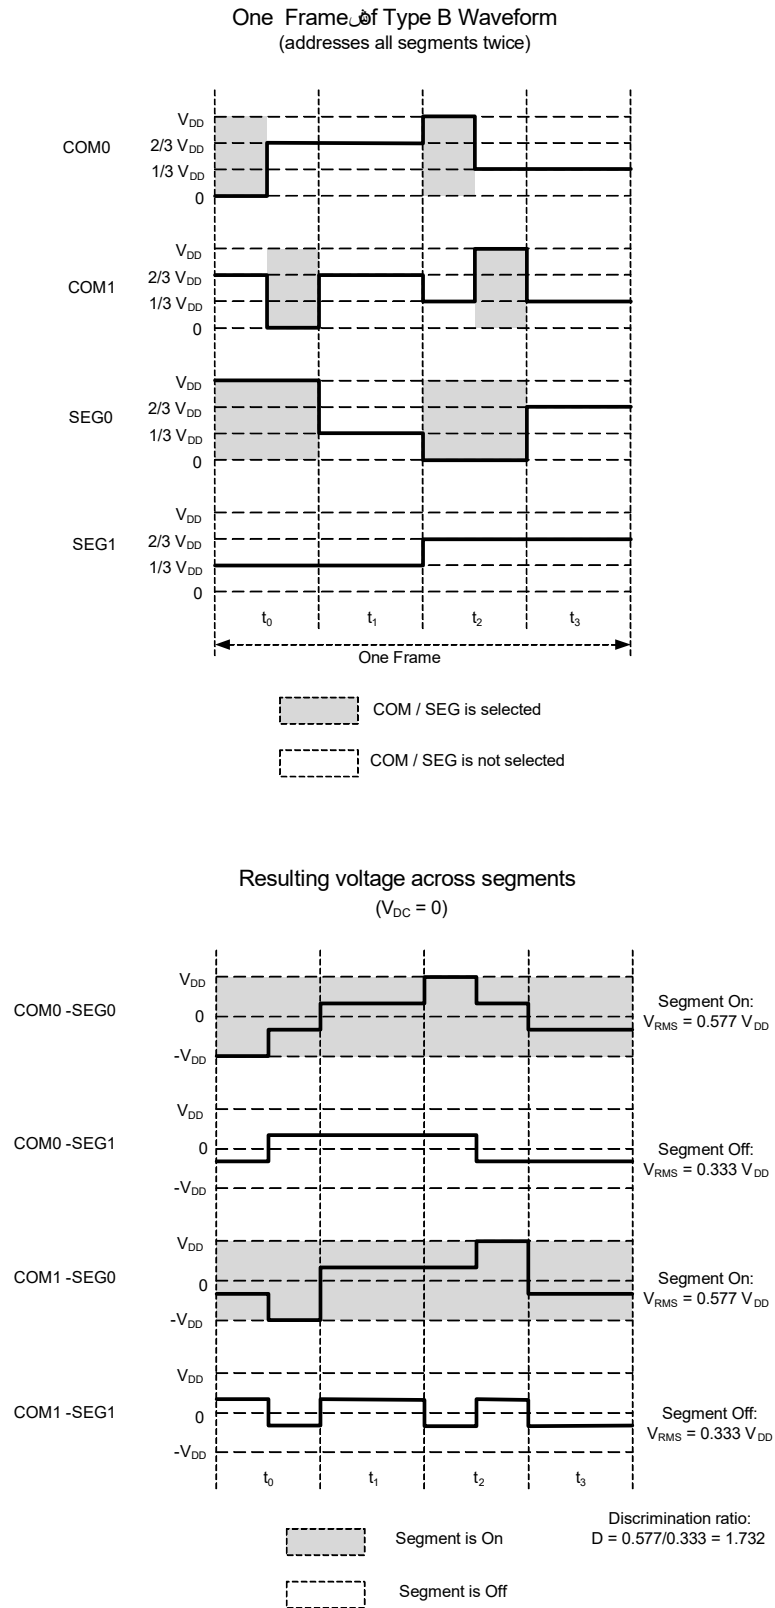 One Frame of Type B Waveform
(addresses all segments twice)
COM0
VDD
2/3 VDD
1/3 VDD
0
COM1
VDD
2/3 VDD
1/3 VDD
0
SEG0
VDD
2/3 VDD
1/3 VDD
0
SEG1
VDD
2/3 VDD
1/3 VDD
0
t0 t1 t2 t3
One Frame
COM / SEG is selected
COM / SEG is not selected
Resulting voltage across segments
(VDC = 0)
COM0 -SEG0
VDD
0
-VDD
Segment On:
VRMS = 0.577 VDD
COM0 -SEG1
VDD
0
-VDD
Segment Off:
VRMS = 0.333 VDD
COM1 -SEG0
VDD
0
-VDD
Segment On:
VRMS = 0.577 VDD
COM1 -SEG1
VDD
0
-VDD
Segment Off:
VRMS = 0.333 VDD
t0 t1 t2 t3
Segment is On
Discrimination ratio:
D = 0.577/0.333 = 1.732
Segment is Off